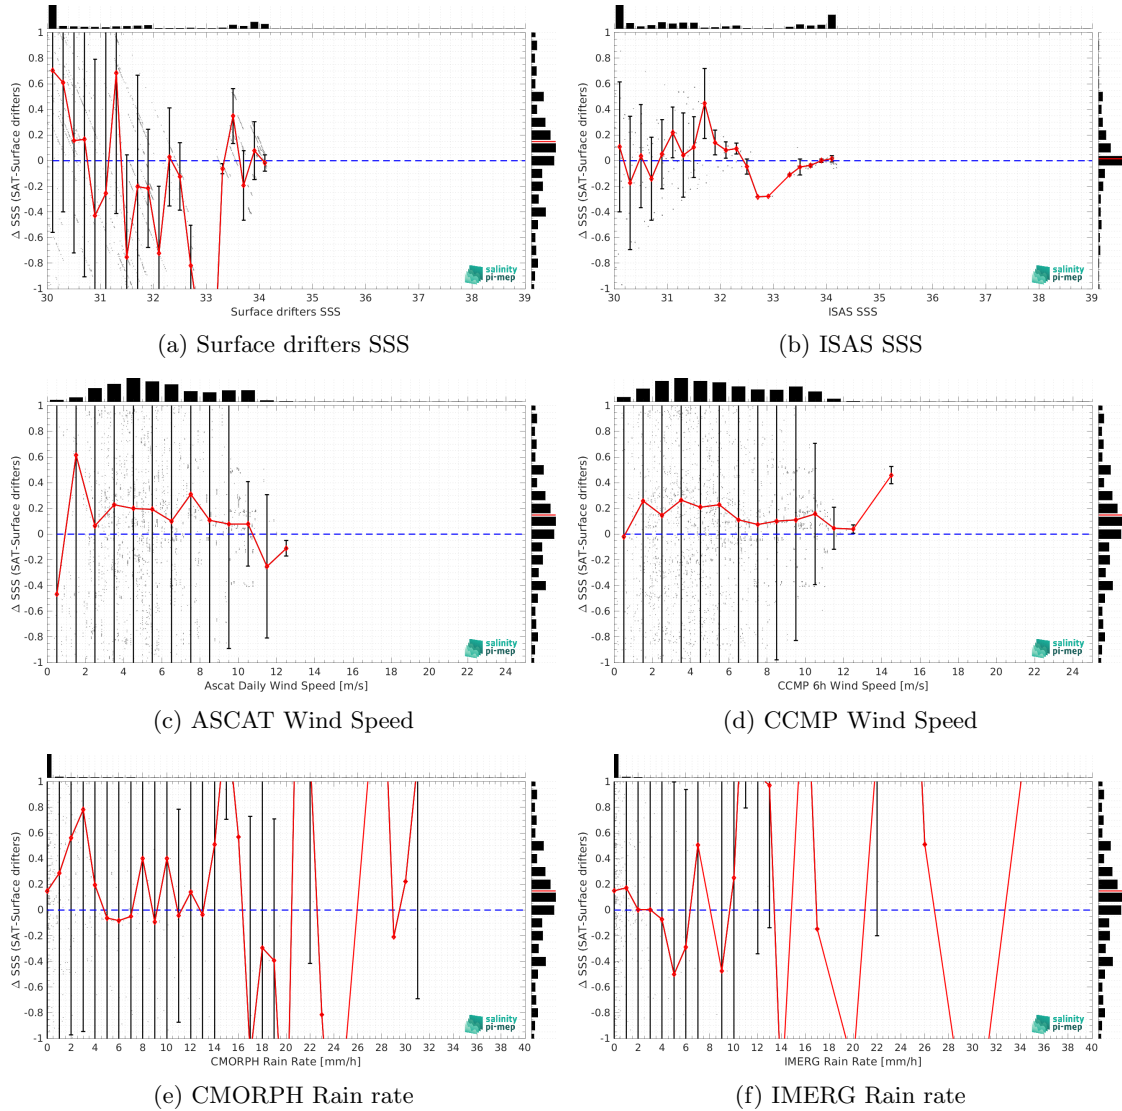 1
0.8
0.6
0.4
0.2
0
-0.2
-0.4
-0.6
-0.8
-1
Δ SSS (SAT-Surface drifters)
30 31 32 33 34 35 36 37 38 39
Surface drifters SSS
salinity
pi-mep
(a) Surface drifters SSS
1
0.8
0.6
0.4
0.2
0
-0.2
-0.4
-0.6
-0.8
-1
Δ SSS (SAT-Surface drifters)
30 31 32 33 34 35 36 37 38 39
ISAS SSS
salinity
pi-mep
(b) ISAS SSS
1
0.8
0.6
0.4
0.2
0
-0.2
-0.4
-0.6
-0.8
-1
Δ SSS (SAT-Surface drifters)
0 2 4 6 8 10 12 14 16 18 20 22 24
Ascat Daily Wind Speed [m/s]
salinity
pi-mep
(c) ASCAT Wind Speed
1
0.8
0.6
0.4
0.2
0
-0.2
-0.4
-0.6
-0.8
-1
Δ SSS (SAT-Surface drifters)
0 2 4 6 8 10 12 14 16 18 20 22 24
CCMP 6h Wind Speed [m/s]
salinity
pi-mep
(d) CCMP Wind Speed
1
0.8
0.6
0.4
0.2
0
-0.2
-0.4
-0.6
-0.8
-1
Δ SSS (SAT-Surface drifters)
0 2 4 6 8 10 12 14 16 18 20 22 24 26 28 30 32 34 36 38 40
CMORPH Rain Rate [mm/h]
salinity
pi-mep
(e) CMORPH Rain rate
1
0.8
0.6
0.4
0.2
0
-0.2
-0.4
-0.6
-0.8
-1
Δ SSS (SAT-Surface drifters)
0 2 4 6 8 10 12 14 16 18 20 22 24 26 28 30 32 34 36 38 40
IMERG Rain Rate [mm/h]
salinity
pi-mep
(f) IMERG Rain rate